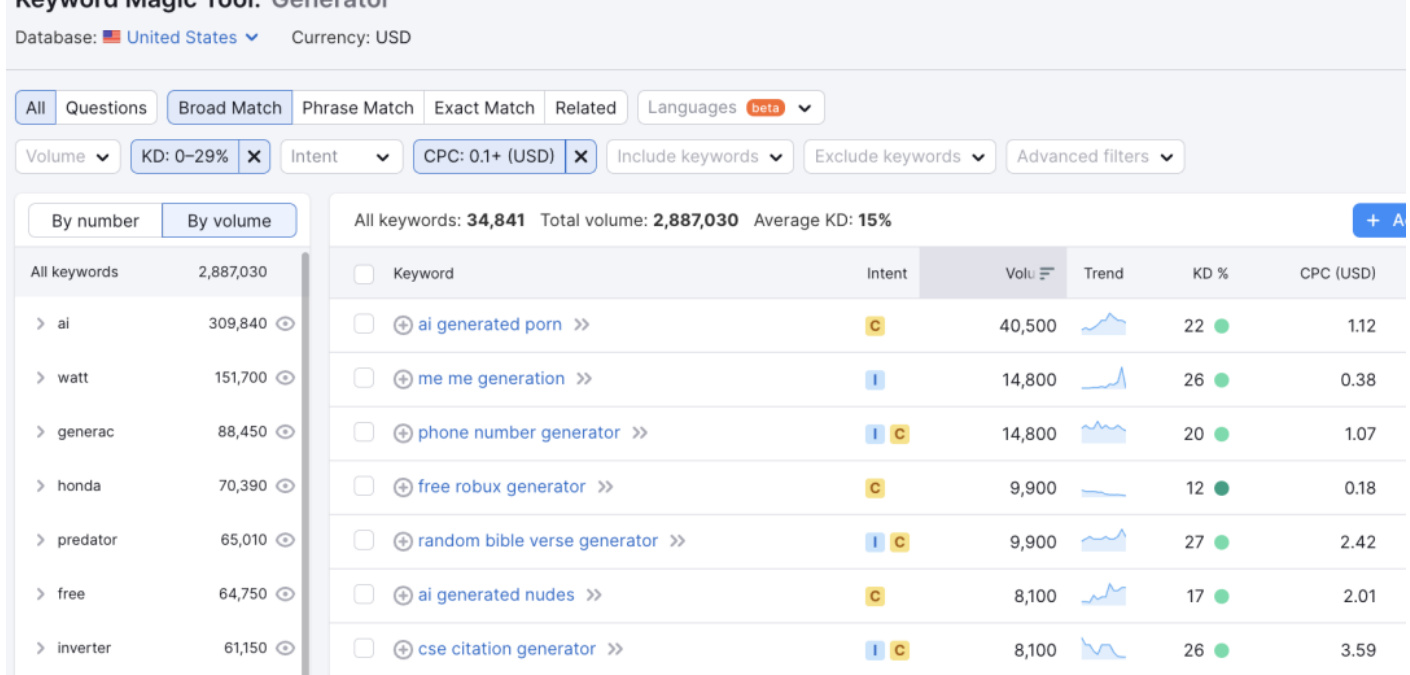 Keyword Magic Tool: Generator
Database: United States Currency: USD
All Questions Broad Match Phrase Match Exact Match Related Languages beta
Volume KD: 0–29% Intent CPC: 0.1+ (USD) Include keywords Exclude keywords Advanced filters
By number By volume
All keywords: 34,841 Total volume: 2,887,030 Average KD: 15%
All keywords 2,887,030
ai 309,840
watt 151,700
generac 88,450
honda 70,390
predator 65,010
free 64,750
inverter 61,150
Keyword Intent Volu Trend KD % CPC (USD)
ai generated porn C 40,500 22 1.12
me me generation I 14,800 26 0.38
phone number generator I C 14,800 20 1.07
free robux generator C 9,900 12 0.18
random bible verse generator I C 9,900 27 2.42
ai generated nudes C 8,100 17 2.01
cse citation generator I C 8,100 26 3.59